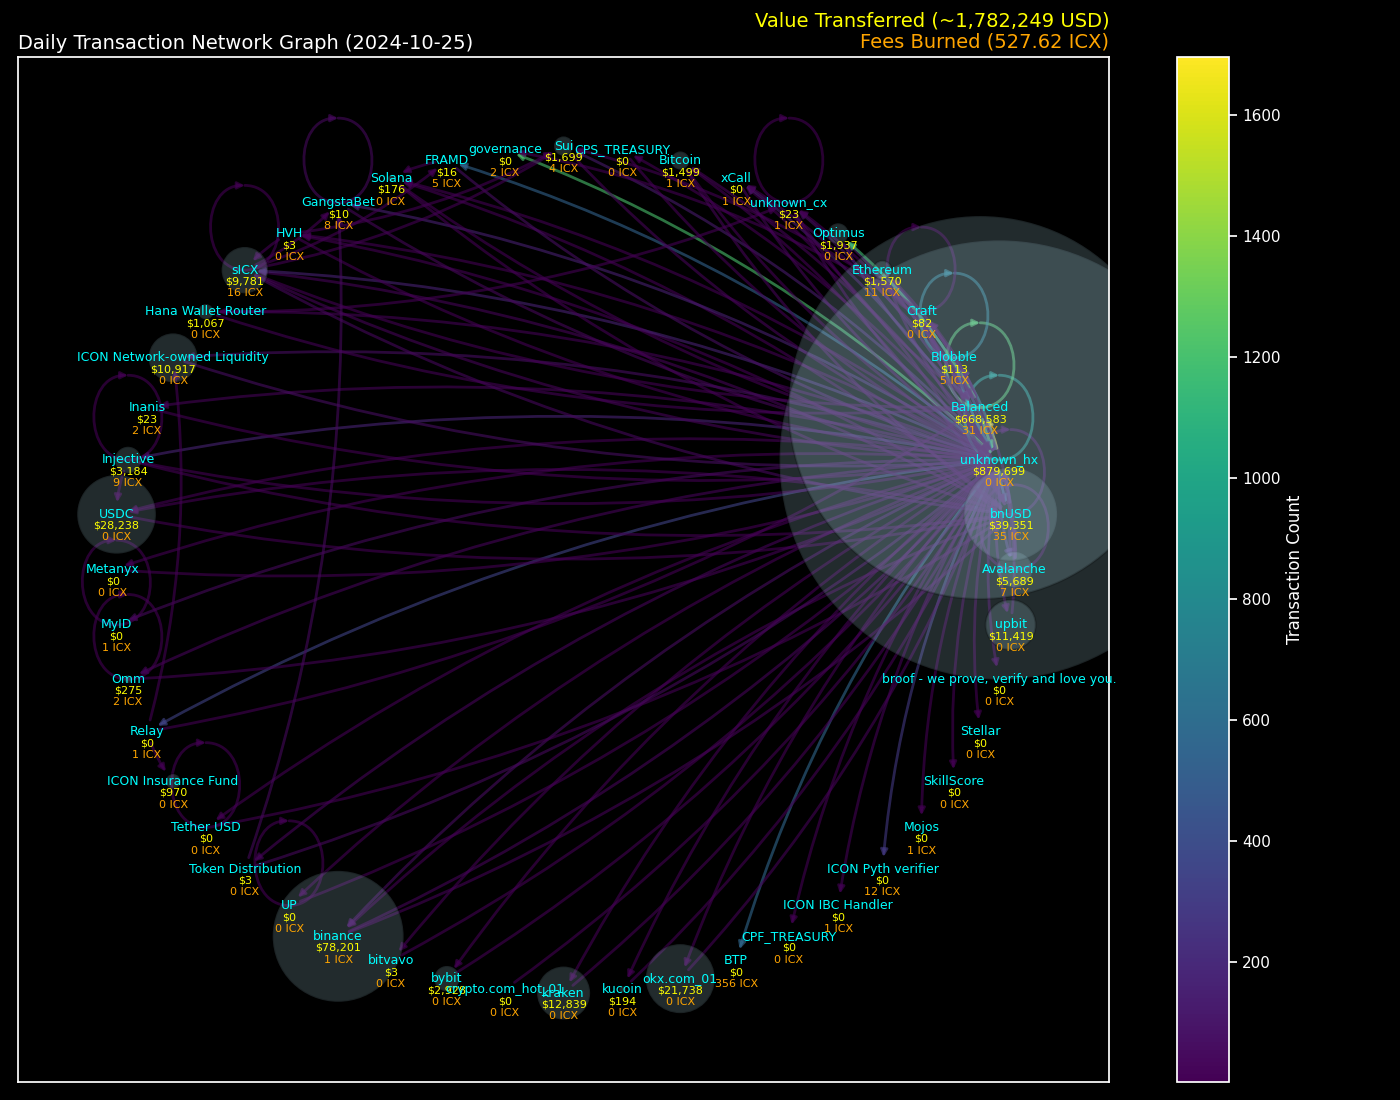 Value Transferred (~1,782,249 USD)
Daily Transaction Network Graph (2024-10-25)
Fees Burned (527.62 ICX)
governance
$0
2 ICX
Sui
$1,699
4 ICX
CPS_TREASURY
$0
0 ICX
FRAMD
$16
5 ICX
Bitcoin
$1,499
1 ICX
Solana
$176
0 ICX
xCall
$0
1 ICX
GangstaBet
$10
8 ICX
unknown_cx
$23
1 ICX
HVH
$3
0 ICX
Optimus
$1,937
0 ICX
sICX
$9,781
16 ICX
Ethereum
$1,570
11 ICX
Hana Wallet Router
$1,067
0 ICX
Craft
$82
0 ICX
ICON Network-owned Liquidity
$10,917
0 ICX
Blobble
$113
5 ICX
Inanis
$23
2 ICX
Balanced
$668,583
31 ICX
Injective
$3,184
9 ICX
unknown_hx
$879,699
0 ICX
USDC
$28,238
0 ICX
bnUSD
$39,351
35 ICX
Metanyx
$0
0 ICX
Avalanche
$5,689
7 ICX
MyID
$0
1 ICX
upbit
$11,419
0 ICX
Omm
$275
2 ICX
broof - we prove, verify and love you.
$0
0 ICX
Relay
$0
1 ICX
Stellar
$0
0 ICX
ICON Insurance Fund
$970
0 ICX
SkillScore
$0
0 ICX
Tether USD
$0
0 ICX
Mojos
$0
1 ICX
Token Distribution
$3
0 ICX
ICON Pyth verifier
$0
12 ICX
UP
$0
0 ICX
ICON IBC Handler
$0
1 ICX
binance
$78,201
1 ICX
CPF_TREASURY
$0
0 ICX
bitvavo
$3
0 ICX
BTP
$0
356 ICX
bybit
0 ICX
crypto.com_hot_01
$0
0 ICX
kraken
$12,839
0 ICX
kucoin
$194
0 ICX
okx.com_01
$21,738
0 ICX
1600
1400
1200
1000
800
600
400
200
Transaction Count